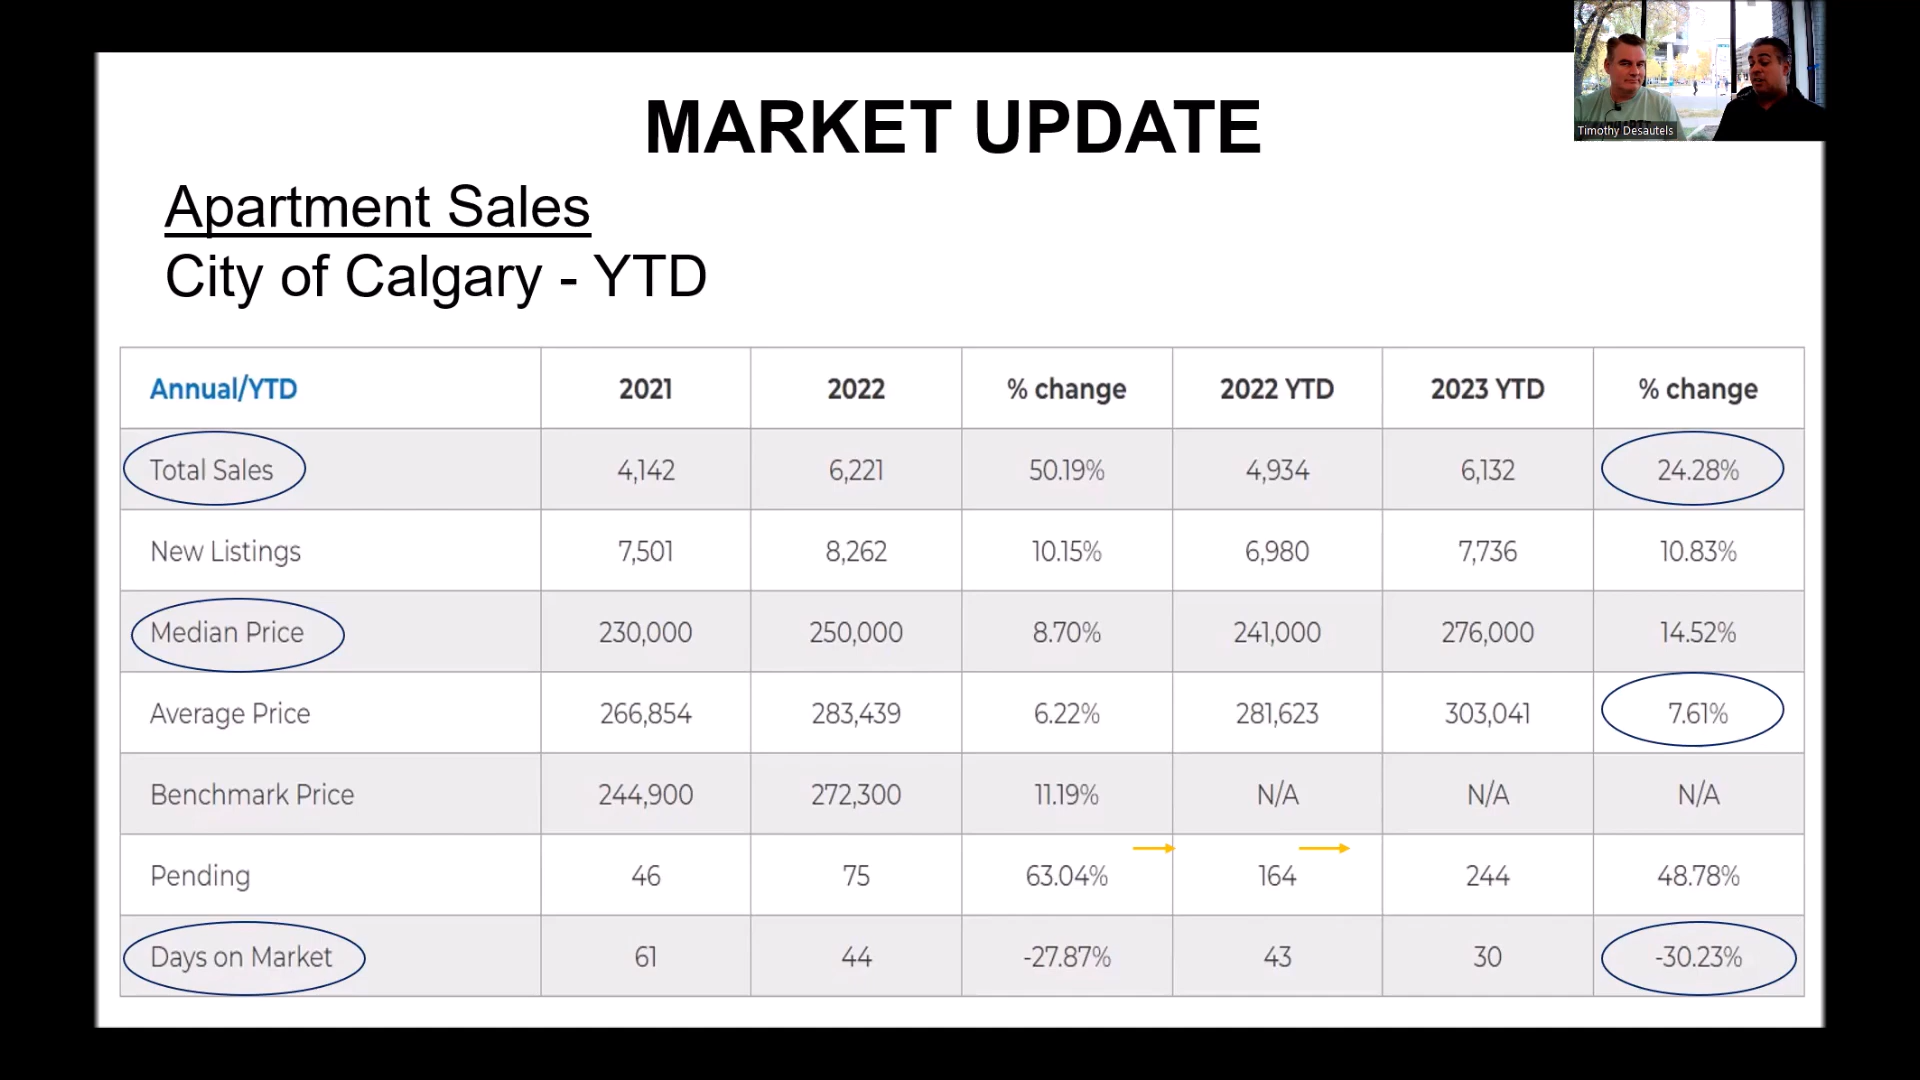 MARKET UPDATE
Timothy Desautels
Apartment Sales
City of Calgary - YTD
Annual/YTD 2021 2022 % change 2022 YTD 2023 YTD % change
Total Sales 4,142 6,221 50.19% 4,934 6,132 24.28%
New Listings 7,501 8,262 10.15% 6,980 7,736 10.83%
Median Price 230,000 250,000 8.70% 241,000 276,000 14.52%
Average Price 266,854 283,439 6.22% 281,623 303,041 7.61%
Benchmark Price 244,900 272,300 11.19% N/A N/A N/A
Pending 46 75 63.04% 164 244 48.78%
Days on Market 61 44 -27.87% 43 30 -30.23%